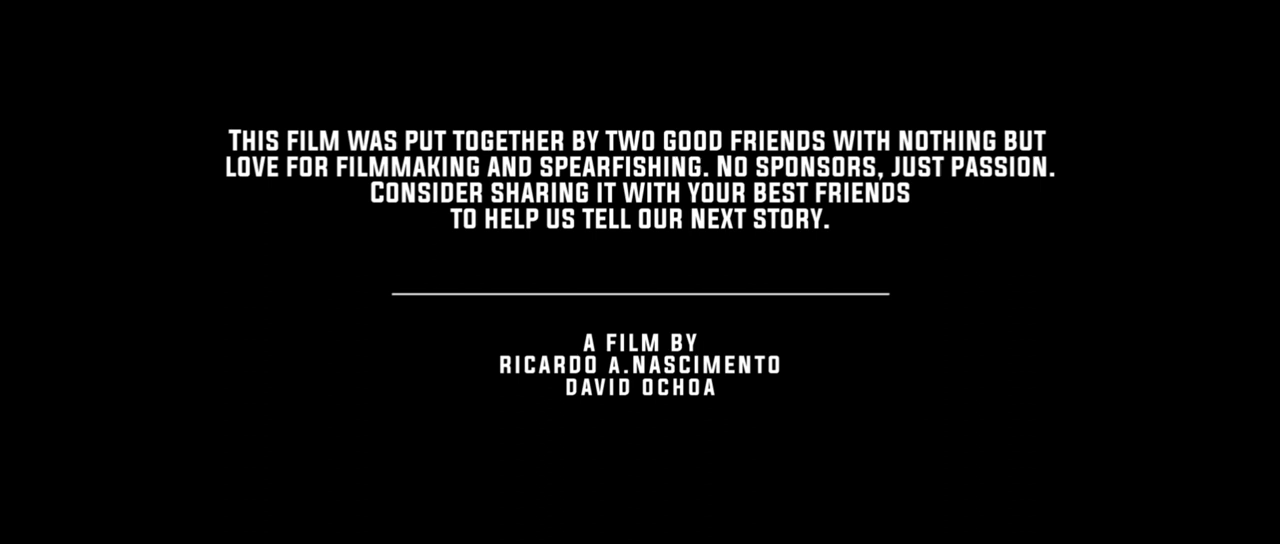 This film was put together by two good friends with nothing but
love for filmmaking and spearfishing. No sponsors, just passion.
Consider sharing it with your best friends
to help us tell our next story.
A FILM BY
RICARDO A.NASCIMENTO
DAVID OCHOA